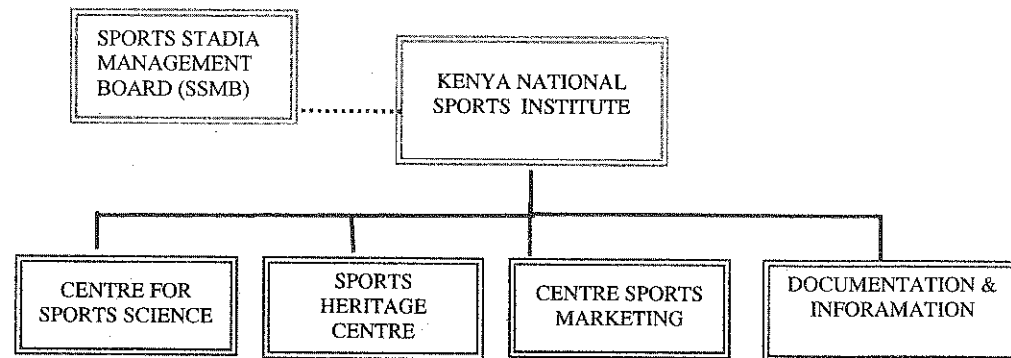 SPORTS STADIA
MANAGEMENT
BOARD (SSMB)
KENYA NATIONAL
SPORTS INSTITUTE
CENTRE FOR
SPORTS SCIENCE
SPORTS
HERITAGE
CENTRE
CENTRE SPORTS
MARKETING
DOCUMENTATION &
INFORAMATION